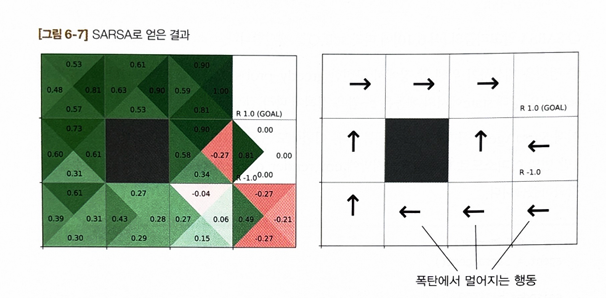 [그림 6-7] SARSA로 얻은 결과
0.53 0.61 0.90
0.48 0.81 0.63 0.90 0.59 1.00
0.57 0.53 0.81
R 1.0 (GOAL)
0.73 0.90 0.00
0.60 0.61 0.58 -0.27 0.81 0.00
0.31 0.34 R -1.0 0.00
0.61 0.27 -0.04 -0.27
0.39 0.31 0.43 0.28 0.27 0.06 0.49 -0.21
0.30 0.29 0.15 -0.27
→ → →
R 1.0 (GOAL)
↑ ↑ ←
R -1.0
↑ ← ← ←
폭탄에서 멀어지는 행동